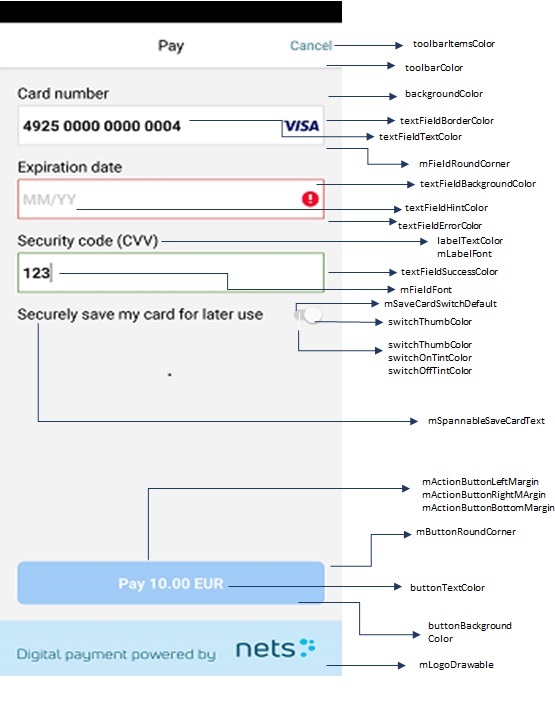 Pay
Cancel
toolbarItemsColor
toolbarColor
Card number
backgroundColor
4925 0000 0000 0004
VISA
textFieldBorderColor
textFieldTextColor
mFieldRoundCorner
Expiration date
textFieldBackgroundColor
MM/YY
textFieldHintColor
textFieldErrorColor
Security code (CVV)
labelTextColor
mLabelFont
123
textFieldSuccessColor
mFieldFont
mSaveCardSwitchDefault
Securely save my card for later use
switchThumbColor
switchThumbColor
switchOnTintColor
switchOffTintColor
mSpannableSaveCardText
mActionButtonLeftMargin
mActionButtonRightMArgin
mActionButtonBottomMargin
mButtonRoundCorner
Pay 10.00 EUR
buttonTextColor
buttonBackground
Color
Digital payment powered by
nets
mLogoDrawable